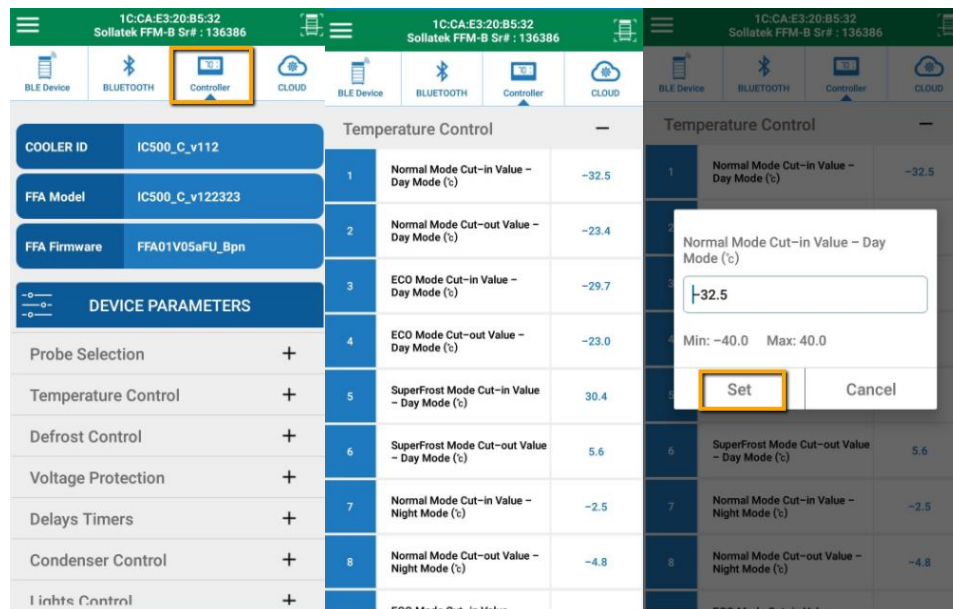 1C:CA:E3:20:B5:32
Sollatek FFM-B Sr# : 136386
BLE Device
BLUETOOTH
Controller
CLOUD
COOLER ID IC500_C_v112
FFA Model IC500_C_v122323
FFA Firmware FFA01V05aFU_Bpn
DEVICE PARAMETERS
Probe Selection +
Temperature Control +
Defrost Control +
Voltage Protection +
Delays Timers +
Condenser Control +
Lights Control +
1C:CA:E3:20:B5:32
Sollatek FFM-B Sr# : 136386
BLE Device
BLUETOOTH
Controller
CLOUD
Temperature Control −
1 Normal Mode Cut-in Value – -32.5
Day Mode (℃)
2 Normal Mode Cut-out Value – -23.4
Day Mode (℃)
3 ECO Mode Cut-in Value – -29.7
Day Mode (℃)
4 ECO Mode Cut-out Value – -23.0
Day Mode (℃)
5 SuperFrost Mode Cut-in Value 30.4
– Day Mode (℃)
6 SuperFrost Mode Cut-out Value 5.6
– Day Mode (℃)
7 Normal Mode Cut-in Value – -2.5
Night Mode (℃)
8 Normal Mode Cut-out Value – -4.8
Night Mode (℃)
ECO Mode Cut-in Value –
1C:CA:E3:20:B5:32
Sollatek FFM-B Sr# : 136386
BLE Device
BLUETOOTH
Controller
CLOUD
Temperature Control −
1 Normal Mode Cut-in Value – -32.5
Day Mode (℃)
2
Normal Mode Cut-in Value – Day
Mode (℃)
3
-32.5
4
Min: -40.0 Max: 40.0
5
Set Cancel
6 SuperFrost Mode Cut-out Value 5.6
– Day Mode (℃)
7 Normal Mode Cut-in Value – -2.5
Night Mode (℃)
8 Normal Mode Cut-out Value – -4.8
Night Mode (℃)